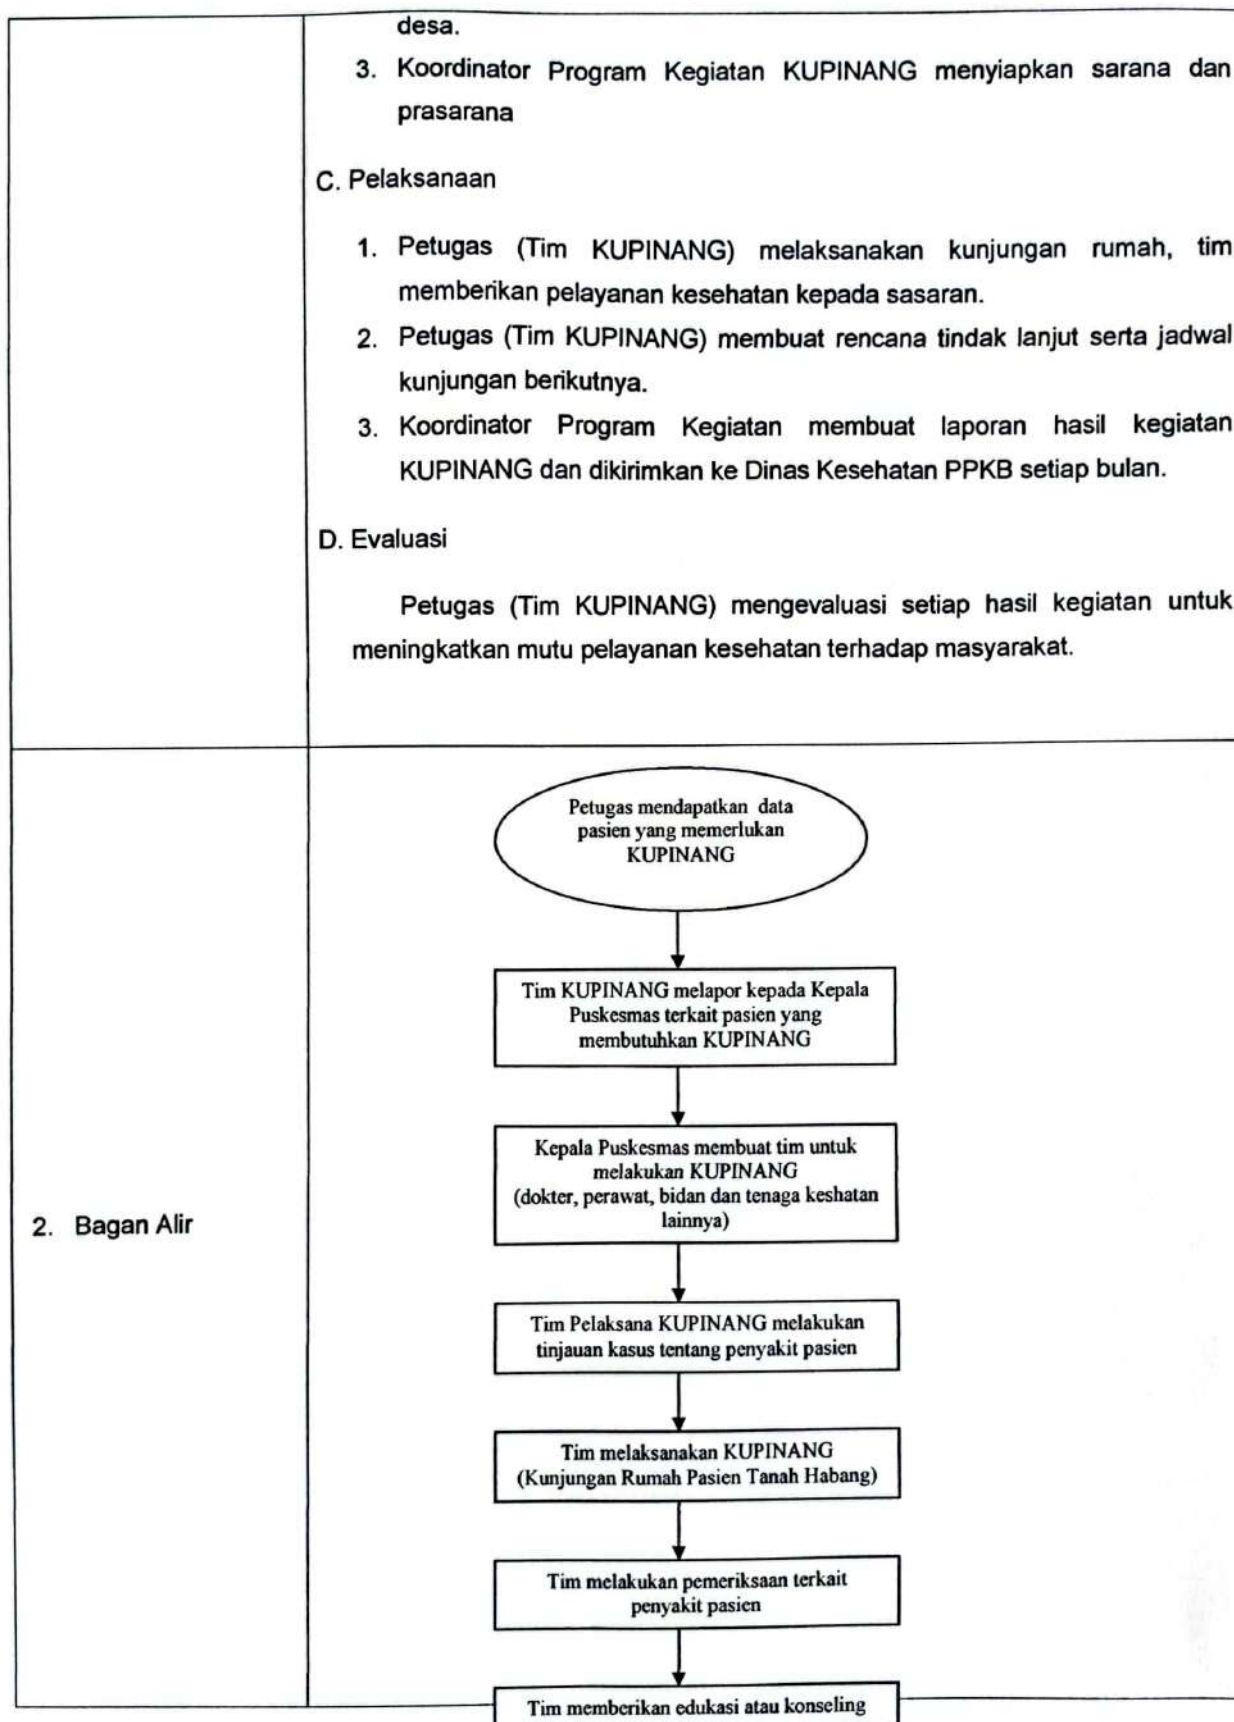 desa.
3. Koordinator Program Kegiatan KUPINANG menyiapkan sarana dan
prasarana
C. Pelaksanaan
1. Petugas (Tim KUPINANG) melaksanakan kunjungan rumah, tim
memberikan pelayanan kesehatan kepada sasaran.
2. Petugas (Tim KUPINANG) membuat rencana tindak lanjut serta jadwal
kunjungan berikutnya.
3. Koordinator Program Kegiatan membuat laporan hasil kegiatan
KUPINANG dan dikirimkan ke Dinas Kesehatan PPKB setiap bulan.
D. Evaluasi
Petugas (Tim KUPINANG) mengevaluasi setiap hasil kegiatan untuk
meningkatkan mutu pelayanan kesehatan terhadap masyarakat.
2. Bagan Alir
Petugas mendapatkan data
pasien yang memerlukan
KUPINANG
Tim KUPINANG melapor kepada Kepala
Puskesmas terkait pasien yang
membutuhkan KUPINANG
Kepala Puskesmas membuat tim untuk
melakukan KUPINANG
(dokter, perawat, bidan dan tenaga keshatan
lainnya)
Tim Pelaksana KUPINANG melakukan
tinjauan kasus tentang penyakit pasien
Tim melaksanakan KUPINANG
(Kunjungan Rumah Pasien Tanah Habang)
Tim melakukan pemeriksaan terkait
penyakit pasien
Tim memberikan edukasi atau konseling